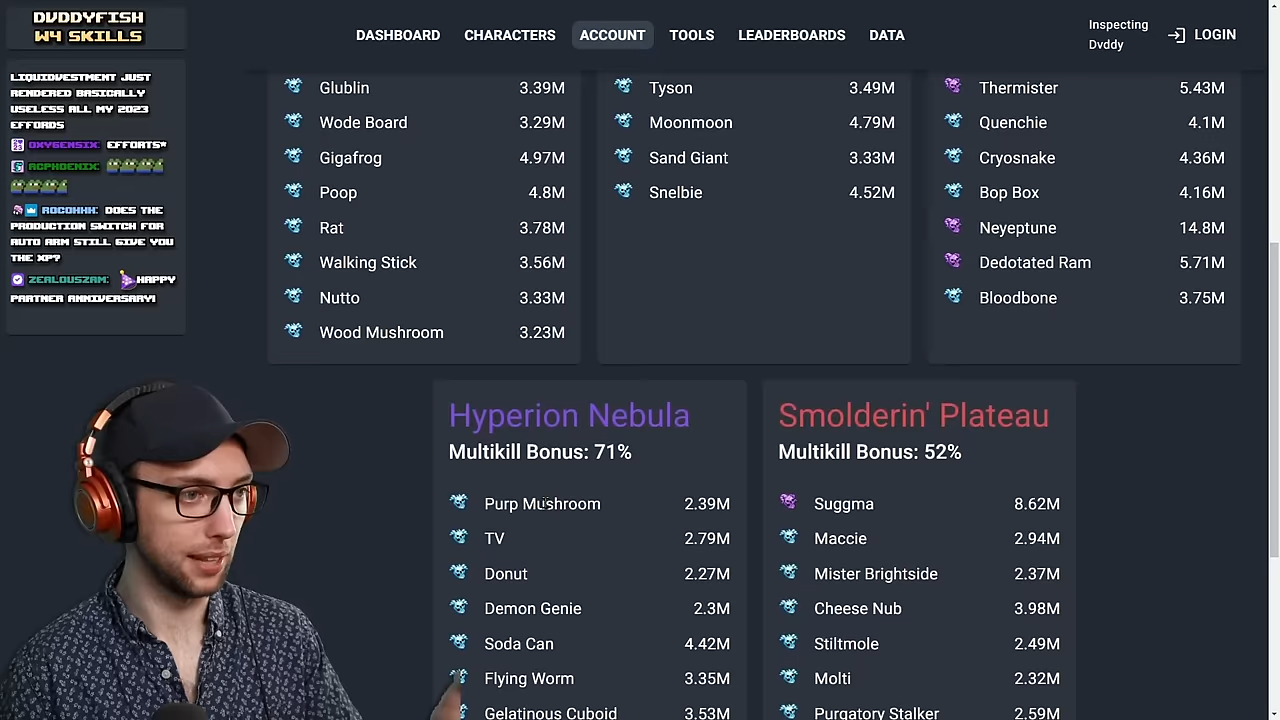 DVDDYFISH
W4 SKILLS
DASHBOARD
CHARACTERS
ACCOUNT
TOOLS
LEADERBOARDS
DATA
Inspecting
Dvddy
LOGIN
LIQUIDVESTMENT JUST
RENDERED BASICALLY
USELESS ALL MY 2023
EFFORDS
OXYGENSIX: EFFORTS*
ACPHOENIX:
ROCOHHK: DOES THE
PRODUCTION SWITCH FOR
AUTO ARM STILL GIVE YOU
THE XP?
ZEALOUSZAM: HAPPY
PARTNER ANNIVERSARY!
Glublin 3.39M
Wode Board 3.29M
Gigafrog 4.97M
Poop 4.8M
Rat 3.78M
Walking Stick 3.56M
Nutto 3.33M
Wood Mushroom 3.23M
Tyson 3.49M
Moonmoon 4.79M
Sand Giant 3.33M
Snelbie 4.52M
Thermister 5.43M
Quenchie 4.1M
Cryosnake 4.36M
Bop Box 4.16M
Neyeptune 14.8M
Dedotated Ram 5.71M
Bloodbone 3.75M
Hyperion Nebula
Multikill Bonus: 71%
Purp Mushroom 2.39M
TV 2.79M
Donut 2.27M
Demon Genie 2.3M
Soda Can 4.42M
Flying Worm 3.35M
Gelatinous Cuboid 3.53M
Smolderin' Plateau
Multikill Bonus: 52%
Suggma 8.62M
Maccie 2.94M
Mister Brightside 2.37M
Cheese Nub 3.98M
Stiltmole 2.49M
Molti 2.32M
Purgatory Stalker 2.59M